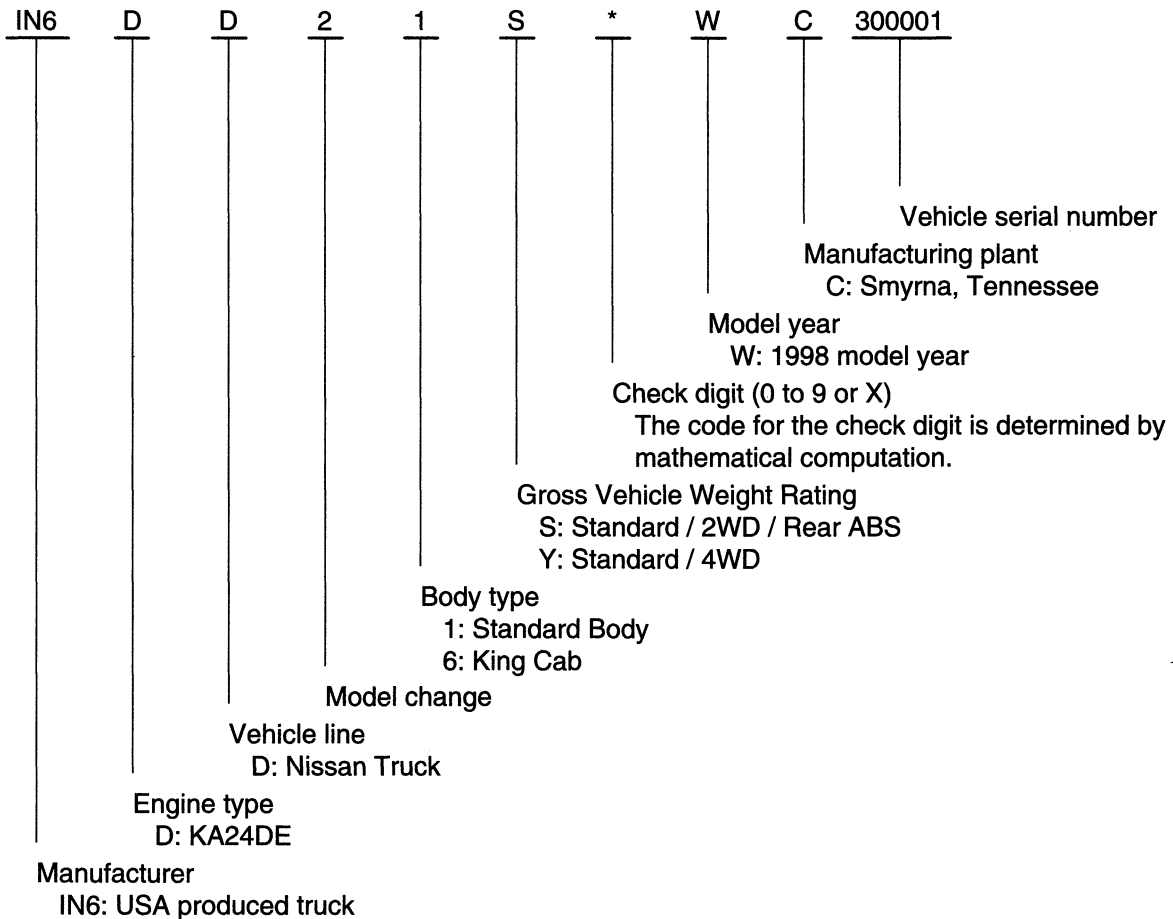 IN6 D D 2 1 S * W C 300001
Vehicle serial number
Manufacturing plant
C: Smyrna, Tennessee
Model year
W: 1998 model year
Check digit (0 to 9 or X)
The code for the check digit is determined by
mathematical computation.
Gross Vehicle Weight Rating
S: Standard / 2WD / Rear ABS
Y: Standard / 4WD
Body type
1: Standard Body
6: King Cab
Model change
Vehicle line
D: Nissan Truck
Engine type
D: KA24DE
Manufacturer
IN6: USA produced truck